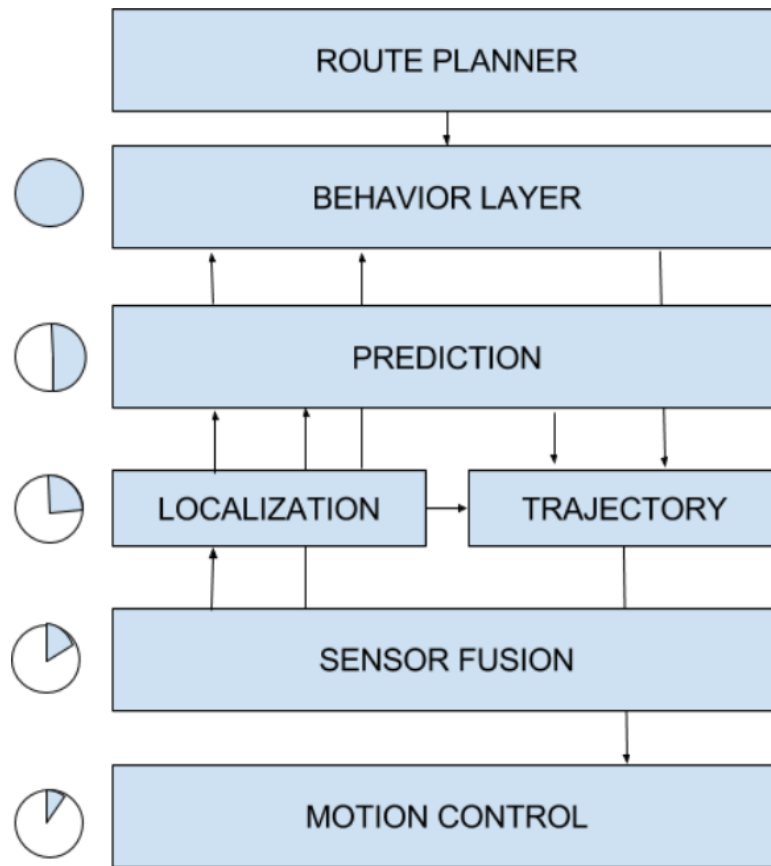 ROUTE PLANNER
BEHAVIOR LAYER
PREDICTION
LOCALIZATION
TRAJECTORY
SENSOR FUSION
MOTION CONTROL